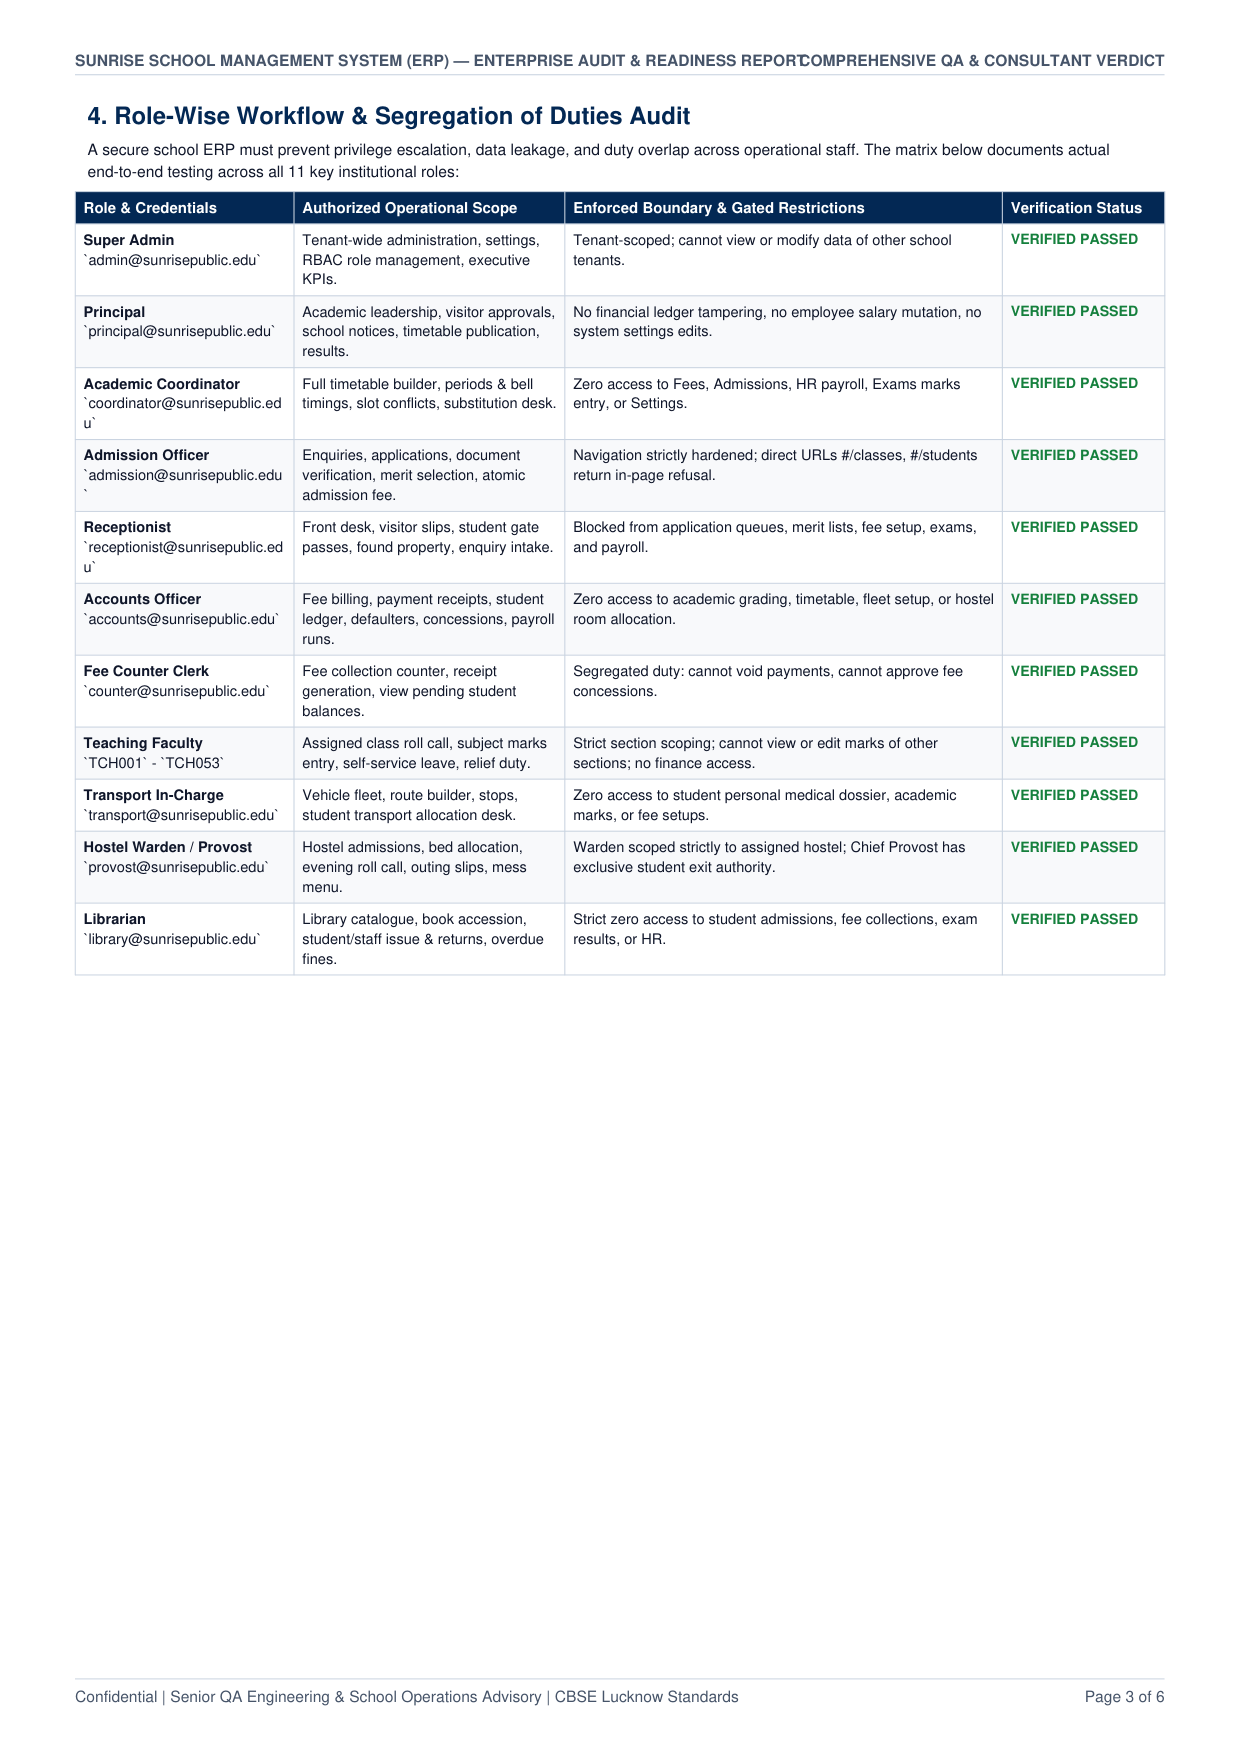 SUNRISE SCHOOL MANAGEMENT SYSTEM (ERP) — ENTERPRISE AUDIT & READINESS REPORT
COMPREHENSIVE QA & CONSULTANT VERDICT
4. Role-Wise Workflow & Segregation of Duties Audit
A secure school ERP must prevent privilege escalation, data leakage, and duty overlap across operational staff. The matrix below documents actual
end-to-end testing across all 11 key institutional roles:
Role & Credentials
Authorized Operational Scope
Enforced Boundary & Gated Restrictions
Verification Status
Super Admin
`admin@sunrisepublic.edu`
Tenant-wide administration, settings,
RBAC role management, executive
KPIs.
Tenant-scoped; cannot view or modify data of other school
tenants.
VERIFIED PASSED
Principal
`principal@sunrisepublic.edu`
Academic leadership, visitor approvals,
school notices, timetable publication,
results.
No financial ledger tampering, no employee salary mutation, no
system settings edits.
VERIFIED PASSED
Academic Coordinator
`coordinator@sunrisepublic.ed
u`
Full timetable builder, periods & bell
timings, slot conflicts, substitution desk.
Zero access to Fees, Admissions, HR payroll, Exams marks
entry, or Settings.
VERIFIED PASSED
Admission Officer
`admission@sunrisepublic.edu
`
Enquiries, applications, document
verification, merit selection, atomic
admission fee.
Navigation strictly hardened; direct URLs #/classes, #/students
return in-page refusal.
VERIFIED PASSED
Receptionist
`receptionist@sunrisepublic.ed
u`
Front desk, visitor slips, student gate
passes, found property, enquiry intake.
Blocked from application queues, merit lists, fee setup, exams,
and payroll.
VERIFIED PASSED
Accounts Officer
`accounts@sunrisepublic.edu`
Fee billing, payment receipts, student
ledger, defaulters, concessions, payroll
runs.
Zero access to academic grading, timetable, fleet setup, or hostel
room allocation.
VERIFIED PASSED
Fee Counter Clerk
`counter@sunrisepublic.edu`
Fee collection counter, receipt
generation, view pending student
balances.
Segregated duty: cannot void payments, cannot approve fee
concessions.
VERIFIED PASSED
Teaching Faculty
`TCH001` - `TCH053`
Assigned class roll call, subject marks
entry, self-service leave, relief duty.
Strict section scoping; cannot view or edit marks of other
sections; no finance access.
VERIFIED PASSED
Transport In-Charge
`transport@sunrisepublic.edu`
Vehicle fleet, route builder, stops,
student transport allocation desk.
Zero access to student personal medical dossier, academic
marks, or fee setups.
VERIFIED PASSED
Hostel Warden / Provost
`provost@sunrisepublic.edu`
Hostel admissions, bed allocation,
evening roll call, outing slips, mess
menu.
Warden scoped strictly to assigned hostel; Chief Provost has
exclusive student exit authority.
VERIFIED PASSED
Librarian
`library@sunrisepublic.edu`
Library catalogue, book accession,
student/staff issue & returns, overdue
fines.
Strict zero access to student admissions, fee collections, exam
results, or HR.
VERIFIED PASSED
Confidential | Senior QA Engineering & School Operations Advisory | CBSE Lucknow Standards
Page 3 of 6